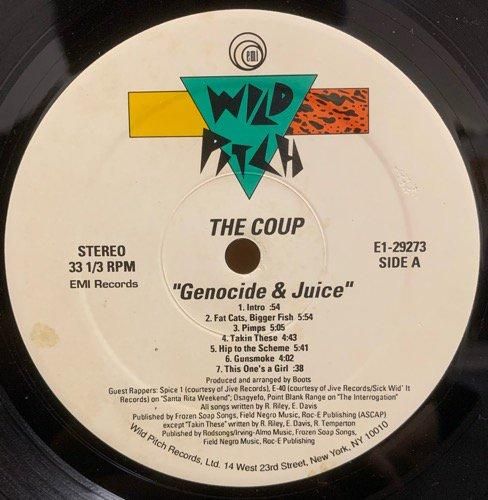 emi
WILD
PITCH
THE COUP
STEREO
33 1/3 RPM
EMI Records
E1-29273
SIDE A
"Genocide & Juice"
1. Intro :54
2. Fat Cats, Bigger Fish 5:54
3. Pimps 5:05
4. Takin These 4:43
5. Hip to the Scheme 5:41
6. Gunsmoke 4:02
7. This One's a Girl :38
Produced and arranged by Boots
Guest Rappers: Spice 1 (courtesy of Jive Records), E-40 (courtesy of Jive Records/Sick Wid' It
Records) on "Santa Rita Weekend"; Osagyefo, Point Blank Range on "The Interrogation"
All songs written by R. Riley, E. Davis
Published by Frozen Soap Songs, Field Negro Music, Roc-E Publishing (ASCAP)
except "Takin These" written by R. Riley, E. Davis, R. Temperton
Published by Rodsongs/Irving-Almo Music, Frozen Soap Songs,
Field Negro Music, Roc-E Publishing
Wild Pitch Records, Ltd. 14 West 23rd Street, New York, NY 10010